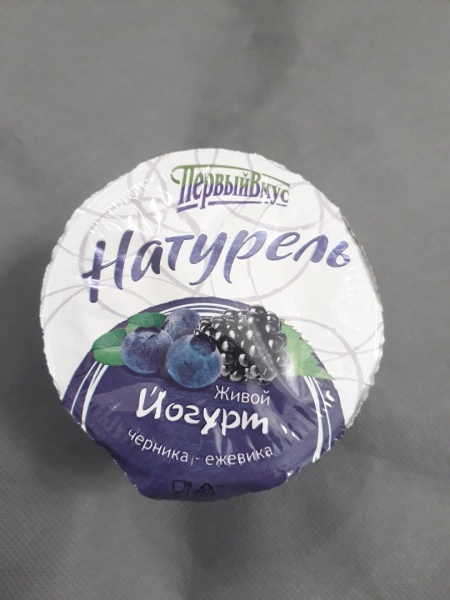 ПервыйВкус
Натурель
Живой
Йогурт
черника - ежевика